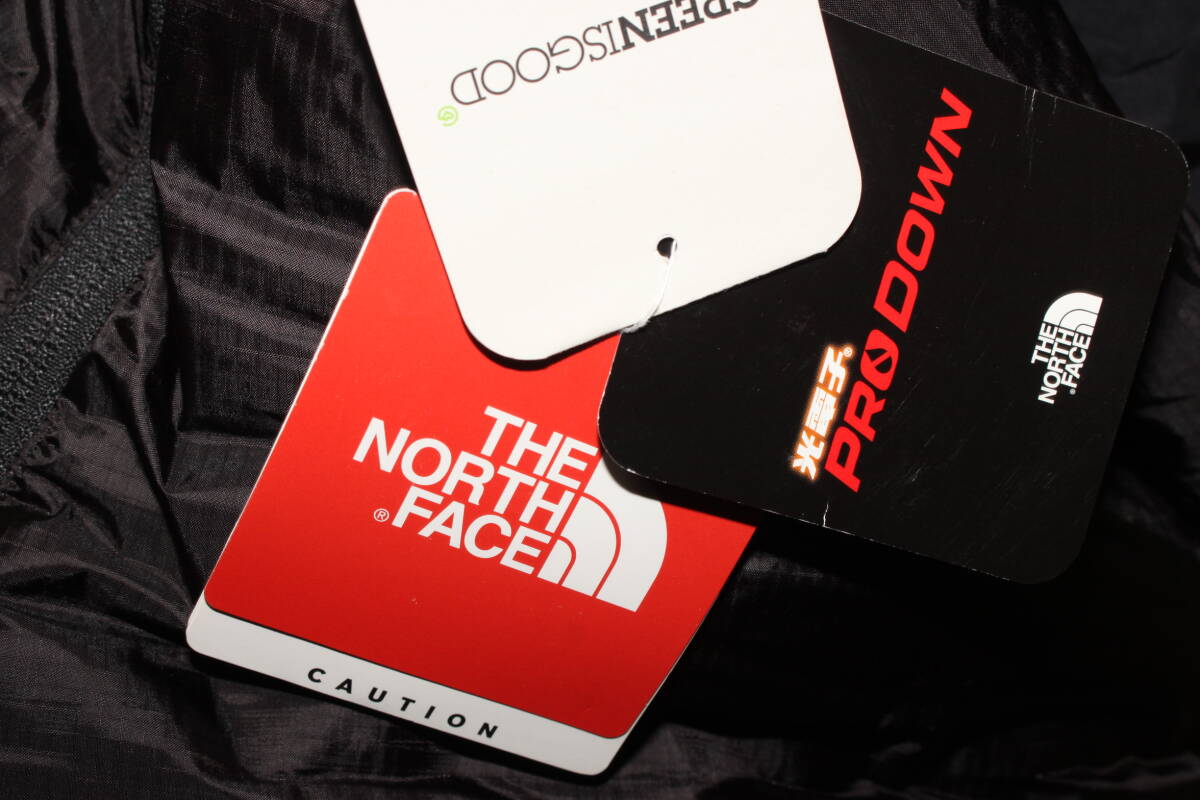 GREENISGOOD
THE
NORTH
FACE®
CAUTION
光電子®
PRO DOWN
THE
NORTH
FACE®